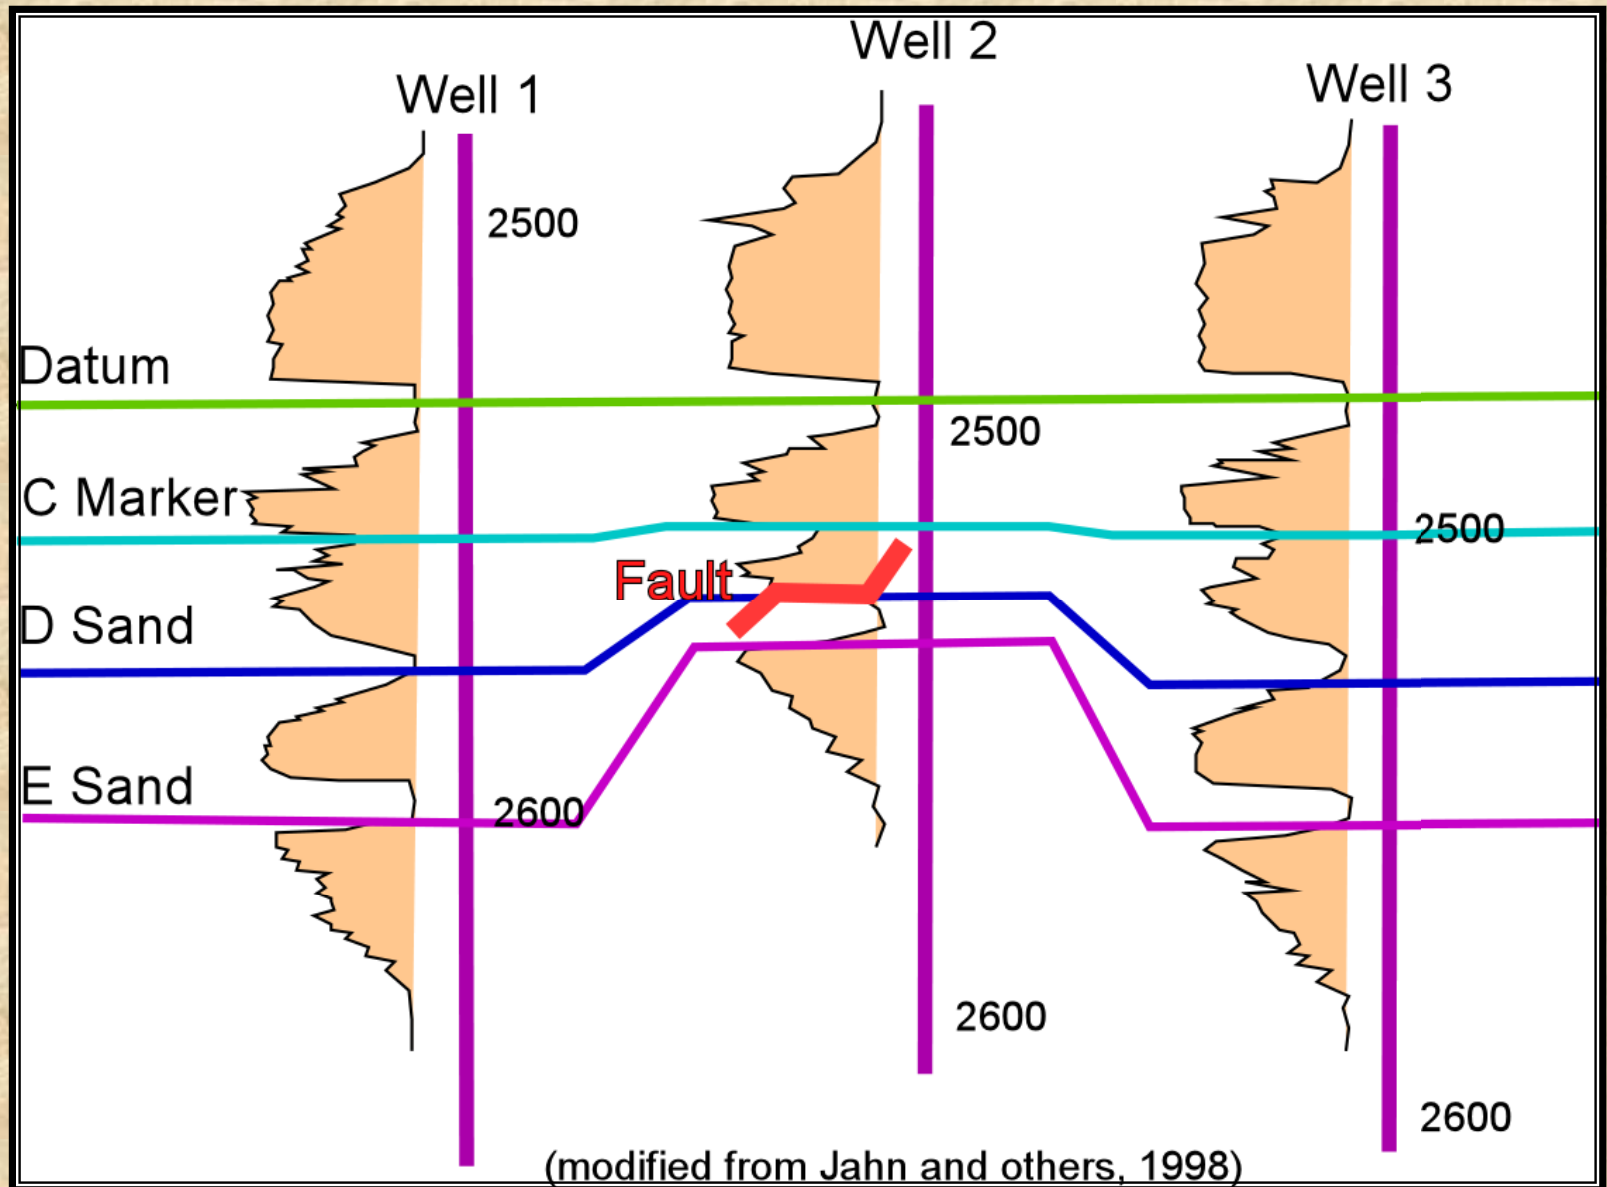 Well 1
Well 2
Well 3
2500
Datum
2500
C Marker
2500
Fault
D Sand
E Sand
2600
2600
2600
(modified from Jahn and others, 1998)